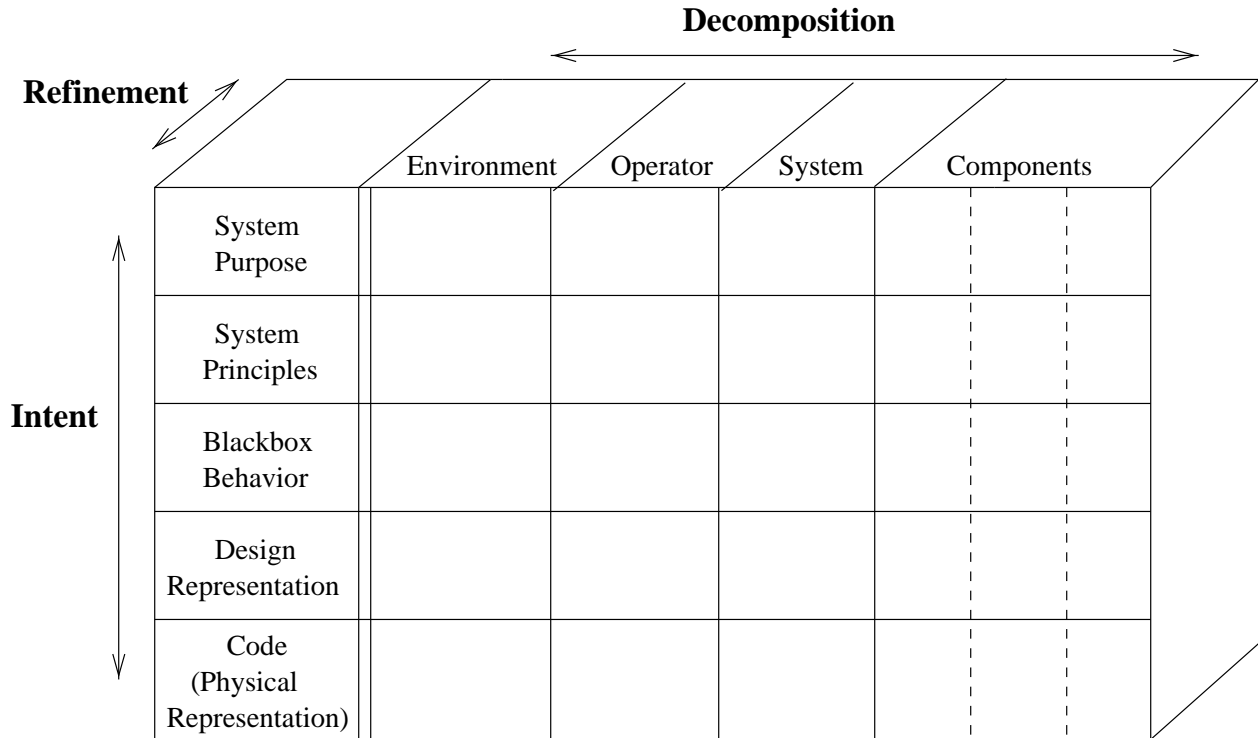 Decomposition
Refinement
Environment Operator System Components
System
Purpose
System
Principles
Intent
Blackbox
Behavior
Design
Representation
Code
(Physical
Representation)